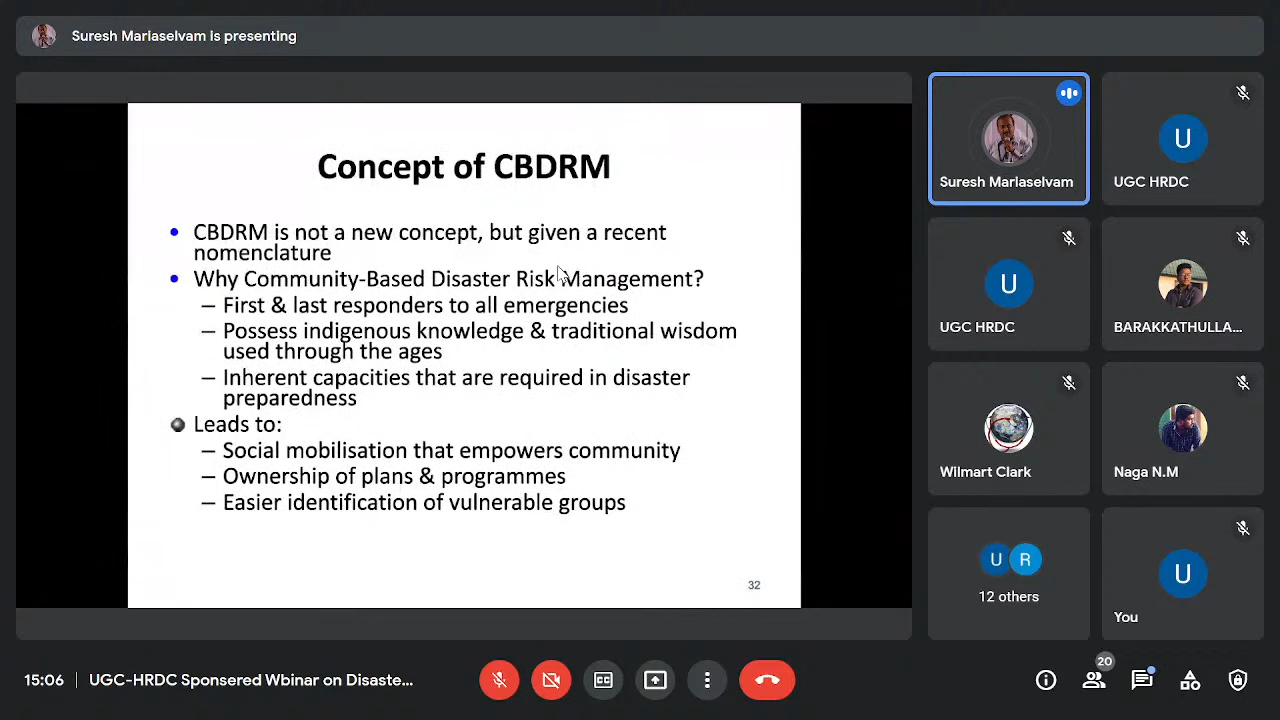 Suresh Mariaselvam is presenting
Concept of CBDRM
• CBDRM is not a new concept, but given a recent
nomenclature
• Why Community-Based Disaster Risk Management?
– First & last responders to all emergencies
– Possess indigenous knowledge & traditional wisdom
used through the ages
– Inherent capacities that are required in disaster
preparedness
Leads to:
– Social mobilisation that empowers community
– Ownership of plans & programmes
– Easier identification of vulnerable groups
32
Suresh Mariaselvam
U
UGC HRDC
U
UGC HRDC
BARAKKATHULLA...
Wilmart Clark
Naga N.M
U R
12 others
U
You
15:06 | UGC-HRDC Sponsered Wbinar on Disaste...
20